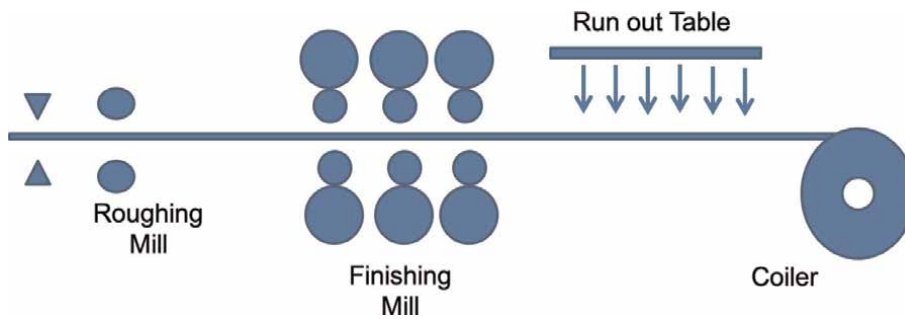 Run out Table
Roughing
Mill
Finishing
Mill
Coiler